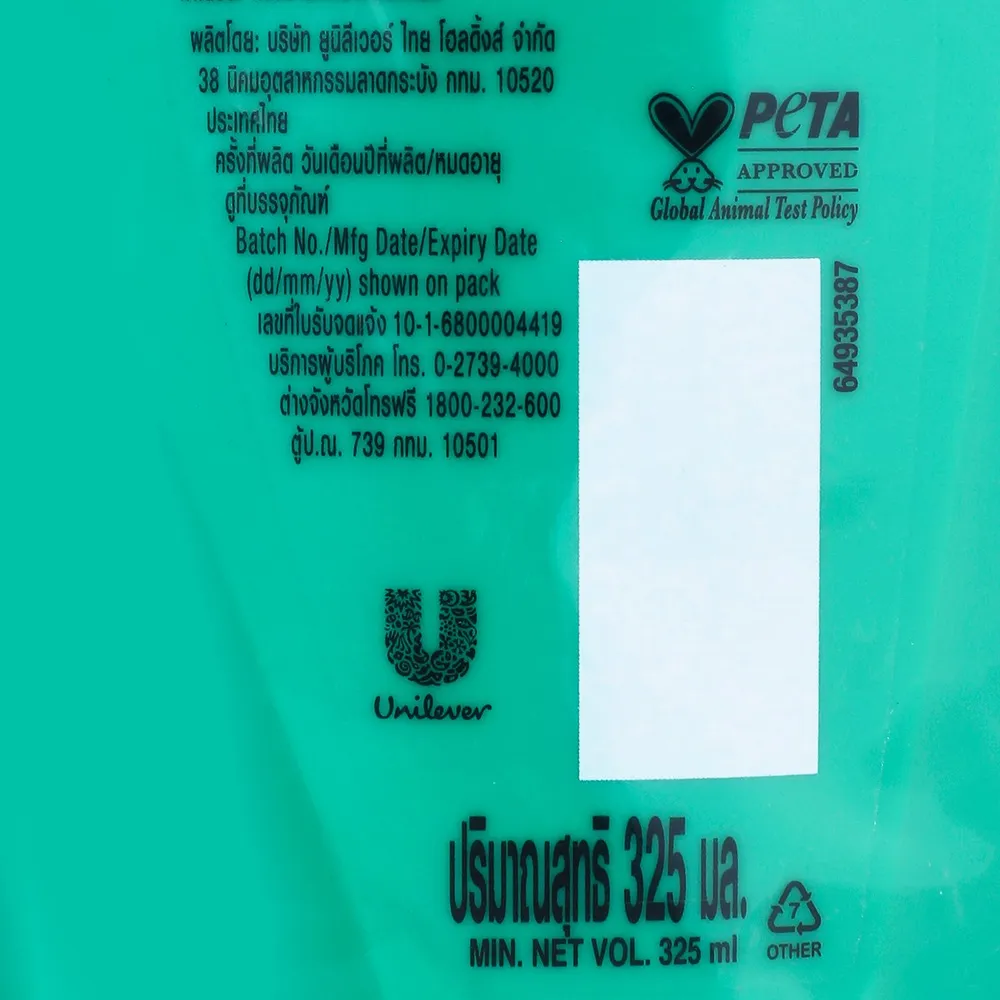 ผลิตโดย: บริษัท ยูนิลีเวอร์ ไทย โฮลดิ้งส์ จำกัด
38 นิคมอุตสาหกรรมลาดกระบัง กทม. 10520
ประเทศไทย
ครั้งที่ผลิต วันเดือนปีที่ผลิต/หมดอายุ
ดูที่บรรจุภัณฑ์
Batch No./Mfg Date/Expiry Date
(dd/mm/yy) shown on pack
เลขที่ใบรับจดแจ้ง 10-1-6800004419
บริการผู้บริโภค โทร. 0-2739-4000
ต่างจังหวัดโทรฟรี 1800-232-600
ตู้ป.ณ. 739 กทม. 10501
PeTA
APPROVED
Global Animal Test Policy
64935387
Unilever
ปริมาณสุทธิ 325 มล.
MIN. NET VOL. 325 ml
7
OTHER